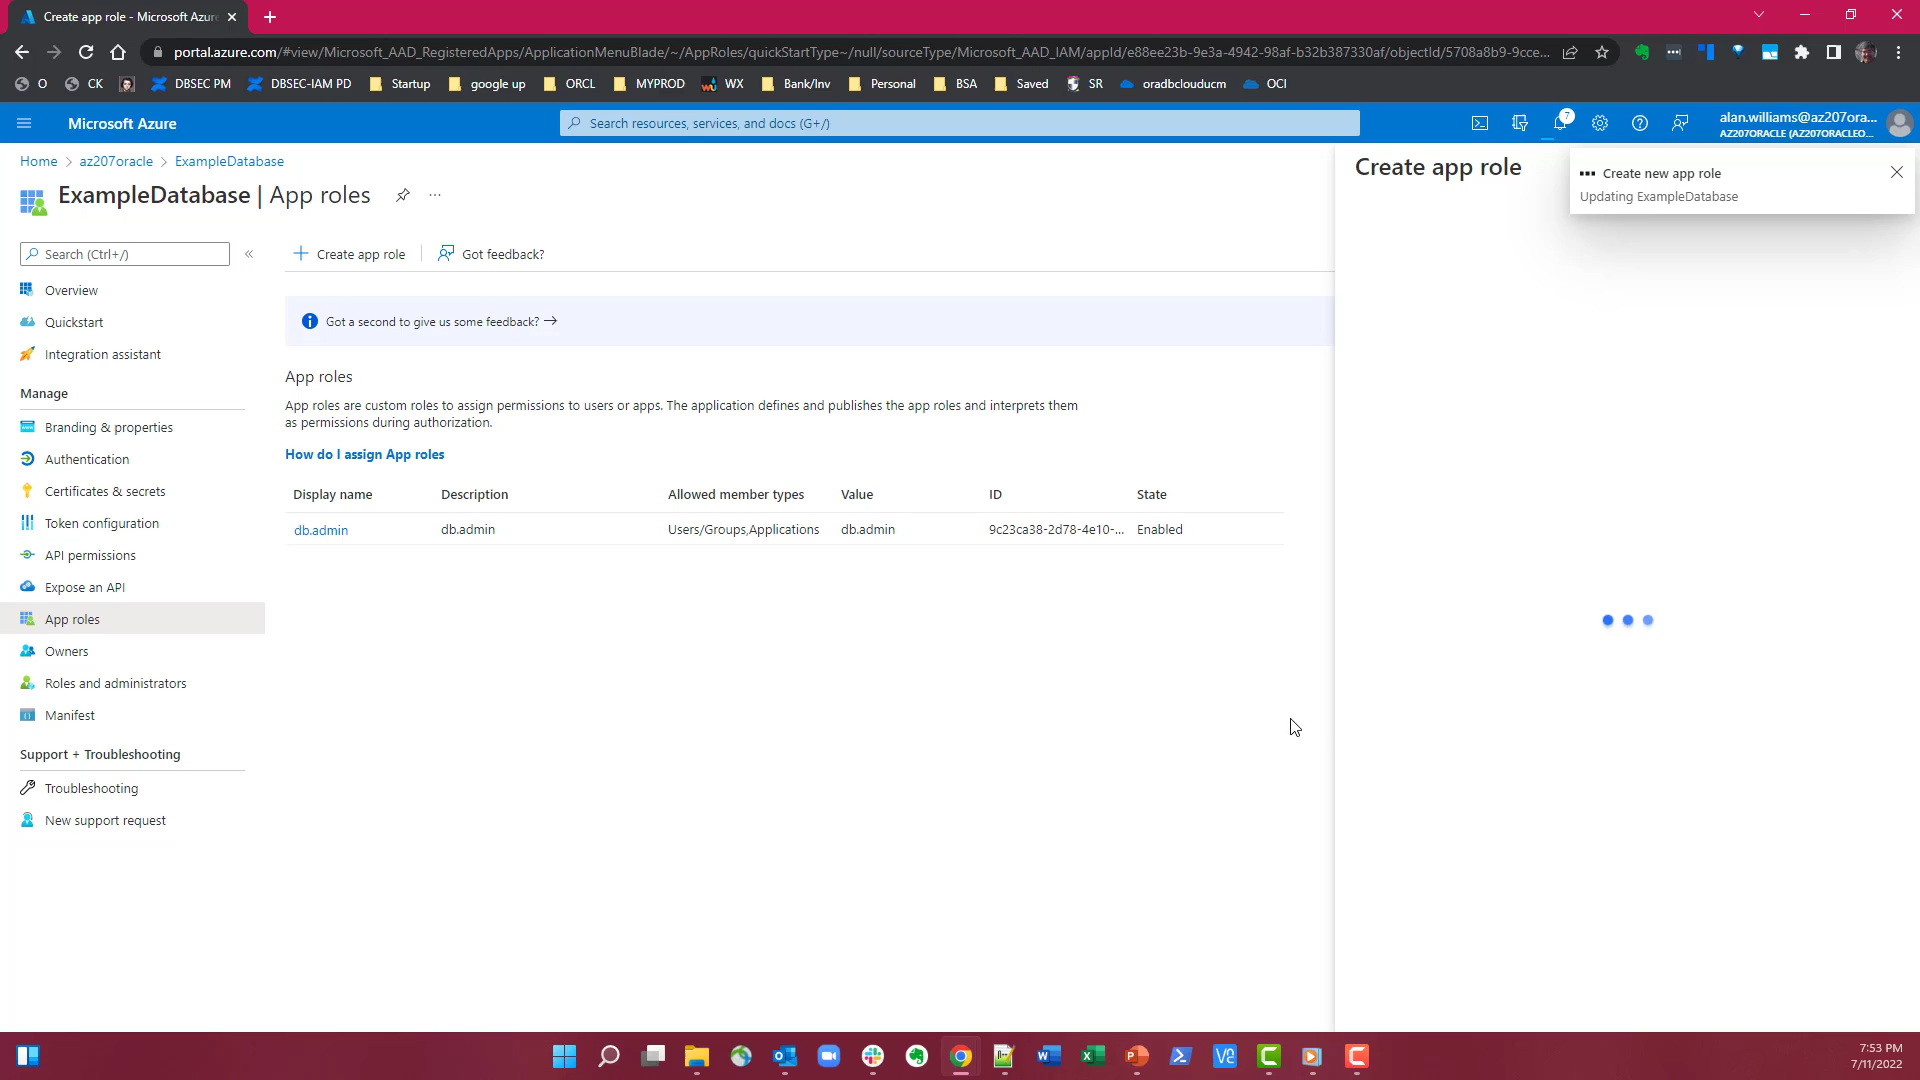 Create app role - Microsoft Azure
portal.azure.com/#view/Microsoft_AAD_RegisteredApps/ApplicationMenuBlade/~/AppRoles/quickStartType~/null/sourceType/Microsoft_AAD_IAM/appId/e88ee23b-9e3a-4942-98af-b32b387330af/objectId/5708a8b9-9cce...
O
CK
DBSEC PM
DBSEC-IAM PD
Startup
google up
ORCL
MYPROD
WX
Bank/Inv
Personal
BSA
Saved
SR
oradbclouducm
OCI
Microsoft Azure
Search resources, services, and docs (G+/)
7
alan.williams@az207ora...
AZ207ORACLE (AZ207ORACLEO...
Home > az207oracle > ExampleDatabase
ExampleDatabase | App roles
...
Search (Ctrl+/)
«
Overview
Quickstart
Integration assistant
Manage
Branding & properties
Authentication
Certificates & secrets
Token configuration
API permissions
Expose an API
App roles
Owners
Roles and administrators
Manifest
Support + Troubleshooting
Troubleshooting
New support request
Create app role
Got feedback?
Got a second to give us some feedback? →
App roles
App roles are custom roles to assign permissions to users or apps. The application defines and publishes the app roles and interprets them
as permissions during authorization.
How do I assign App roles
Display name Description Allowed member types Value ID State
db.admin db.admin Users/Groups,Applications db.admin 9c23ca38-2d78-4e10-... Enabled
Create app role
Create new app role
Updating ExampleDatabase
7:53 PM
7/11/2022